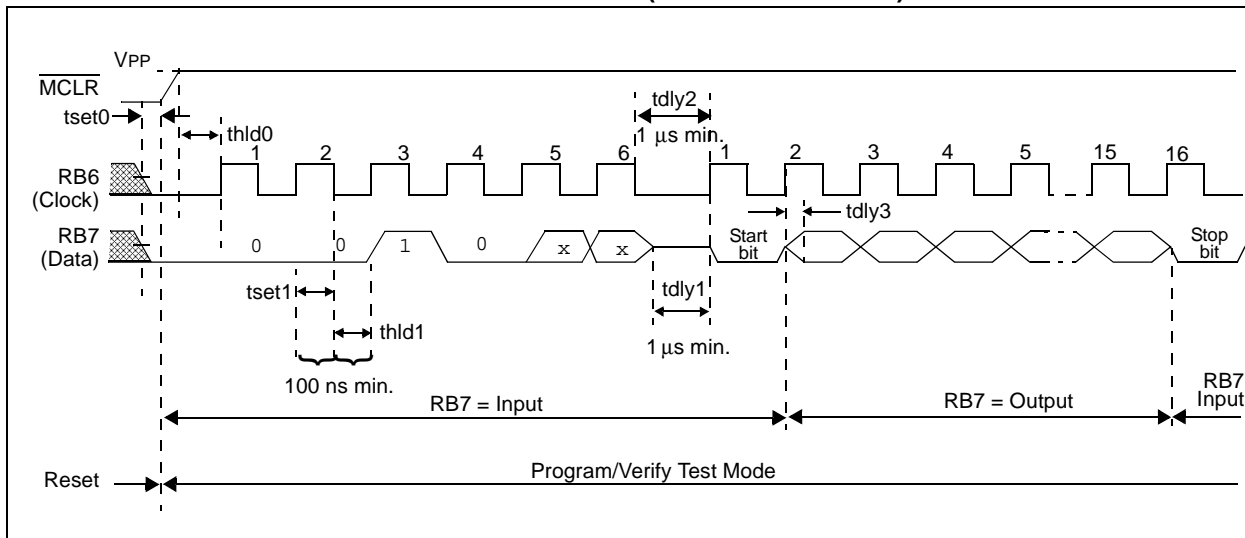 VPP
MCLR
tset0
thld0
tdly2
1 µs min.
1 2 3 4 5 6 1 2 3 4 5 15 16
RB6
(Clock)
tdly3
RB7
(Data)
0 0 1 0 x x
Start
bit
Stop
bit
tset1
tdly1
thld1
1 µs min.
100 ns min.
RB7 = Input
RB7 = Output
RB7
Input
Reset
Program/Verify Test Mode